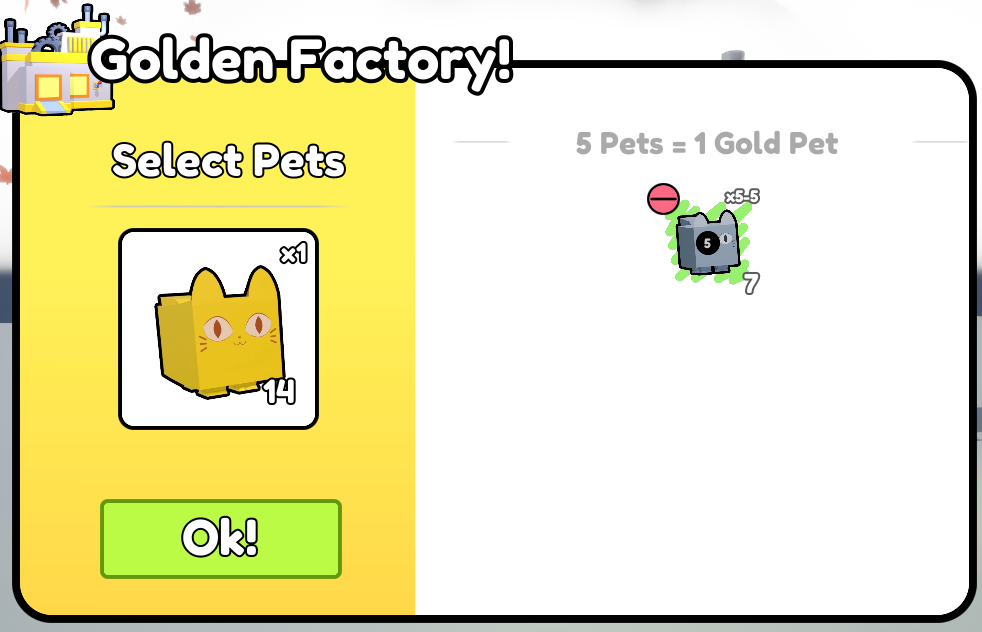 Golden Factory!
Select Pets
x1
14
Ok!
5 Pets = 1 Gold Pet
x5-5
5
7